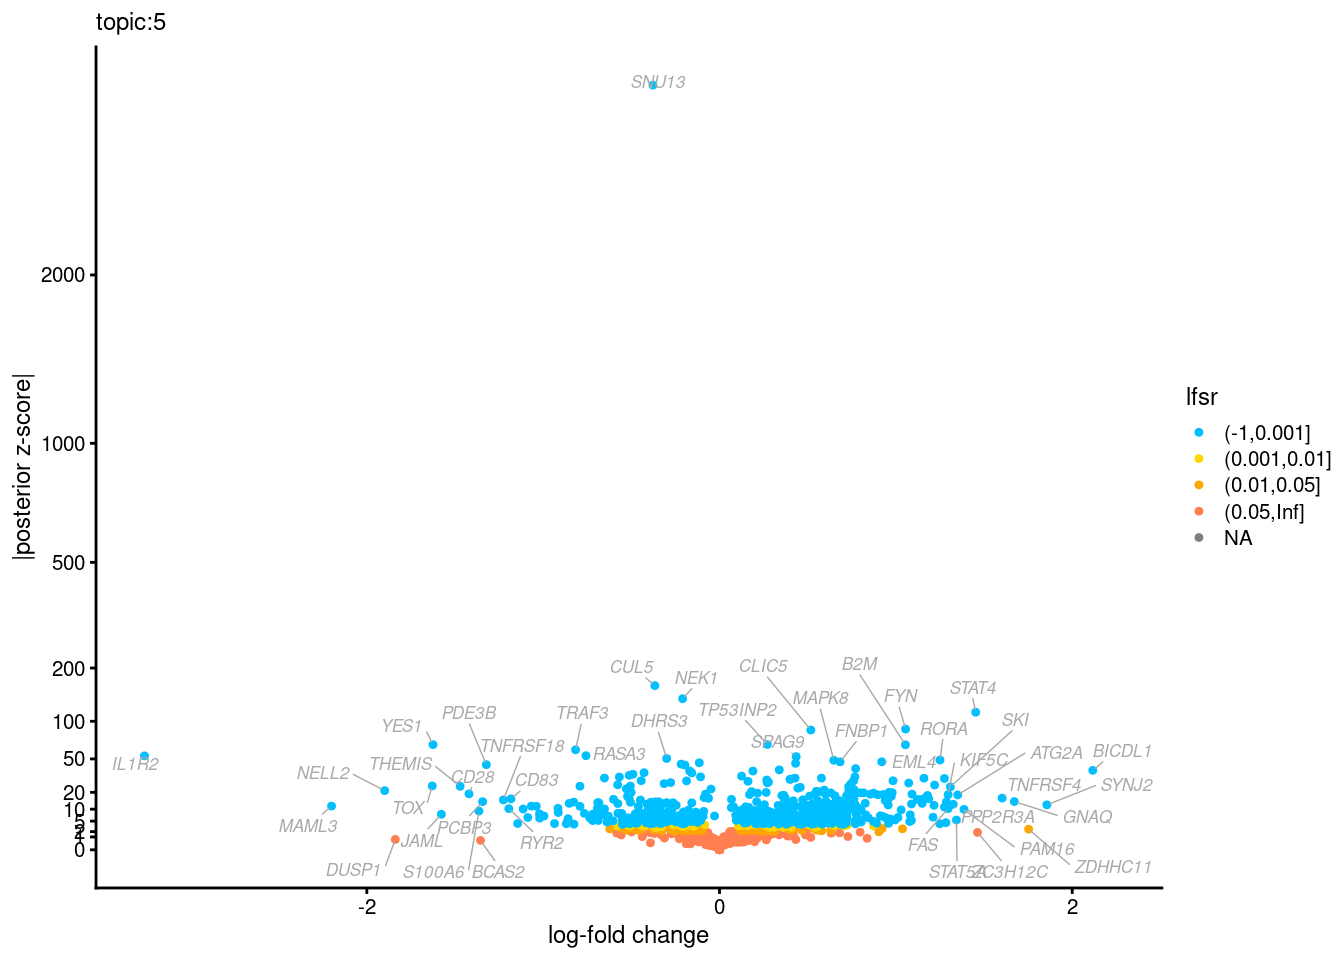 topic:5
SNU13
2000
1000
500
200
100
50
20
10
5
2
0
|posterior z-score|
lfsr
(-1,0.001]
(0.001,0.01]
(0.01,0.05]
(0.05,Inf]
NA
CUL5
NEK1
CLIC5
B2M
STAT4
MAPK8
FYN
SKI
YES1
PDE3B
TRAF3
DHRS3
TP53INP2
FNBP1
RORA
ATG2A
BICDL1
IL1R2
THEMIS
TNFRSF18
RASA3
SPAG9
EML4
KIF5C
NELL2
CD28
CD83
TNFRSF4
SYNJ2
MAML3
TOX
JAML
PCBP3
RYR2
FAS
PPP2R3A
GNAQ
DUSP1
S100A6
BCAS2
STAT5A
ZC3H12C
PAM16
ZDHHC11
-2
0
2
log-fold change